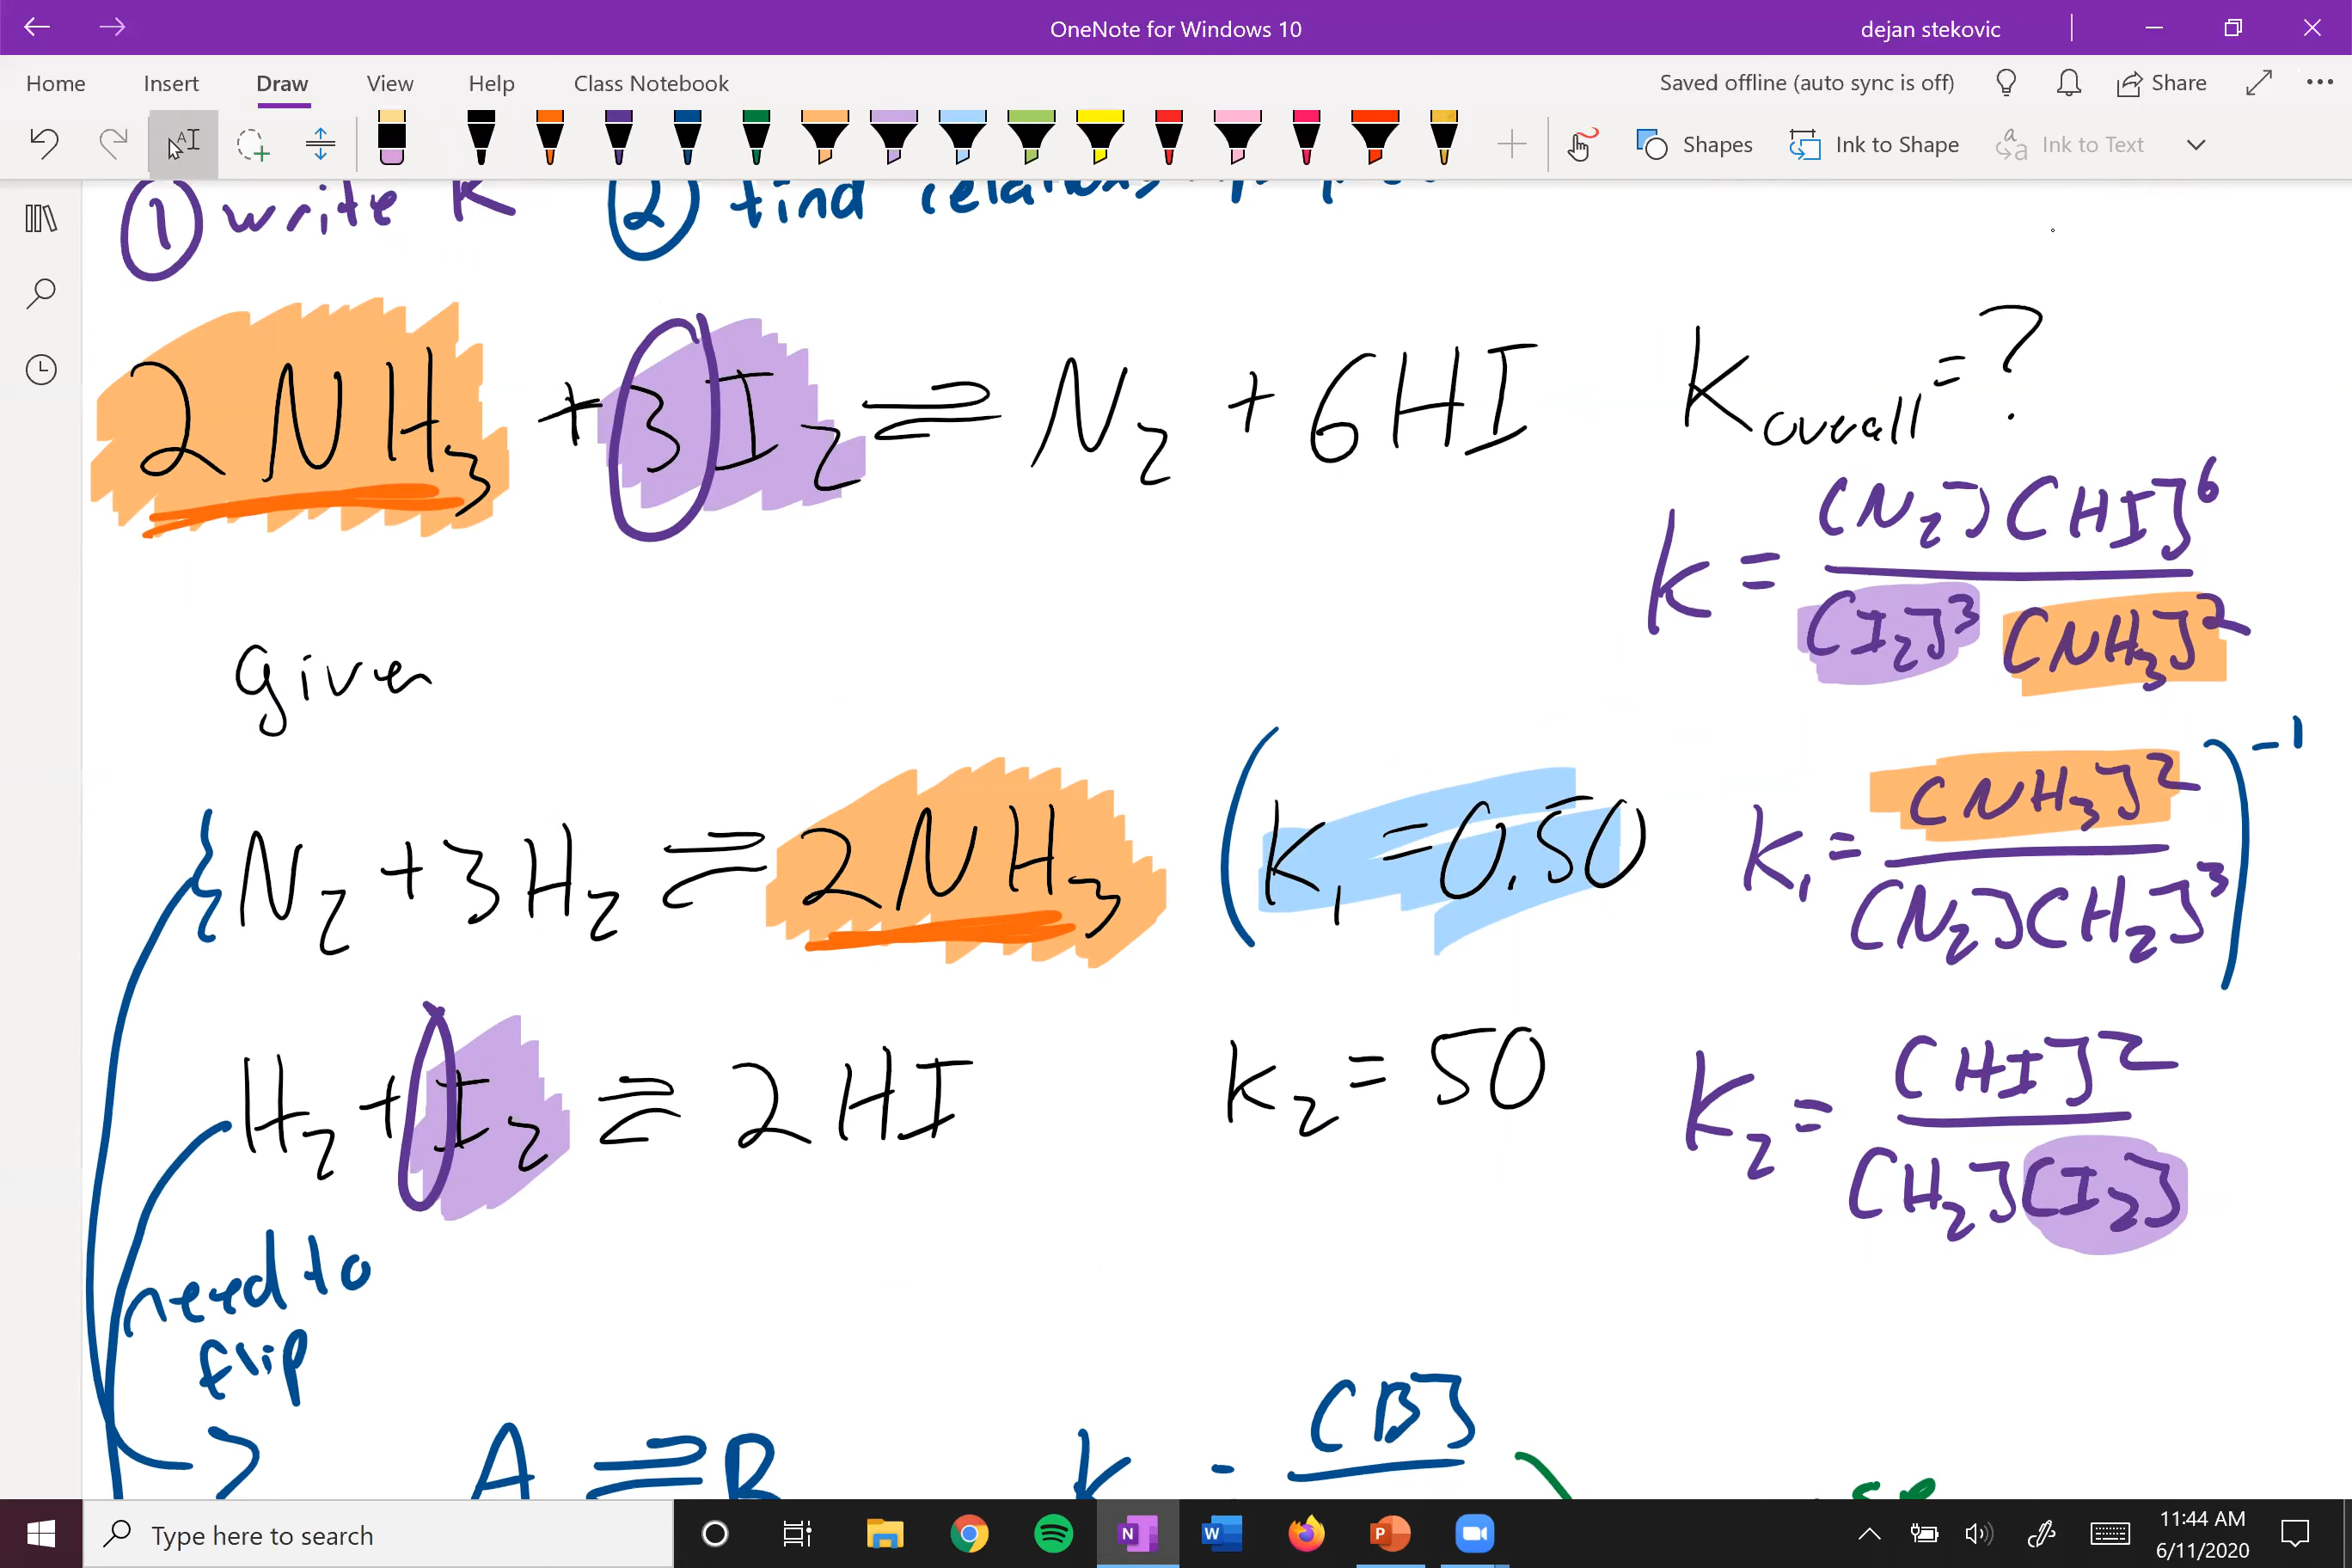 OneNote for Windows 10
dejan stekovic
Home Insert Draw View Help Class Notebook
Saved offline (auto sync is off) Share
Shapes Ink to Shape Ink to Text
① write K ② find
2 NH₃ + 3 I₂ ⇌ N₂ + 6HI K overall = ?
K = [N₂][HI]⁶ / [I₂]³ [NH₃]²
given
N₂ + 3H₂ ⇌ 2NH₃ (K₁ = 0.50 K₁ = [NH₃]² / [N₂][H₂]³ )⁻¹
H₂ + I₂ ⇌ 2HI K₂ = 50 K₂ = [HI]² / [H₂][I₂]
need to
flip
A ⇌ B K = [B]
Type here to search
11:44 AM
6/11/2020